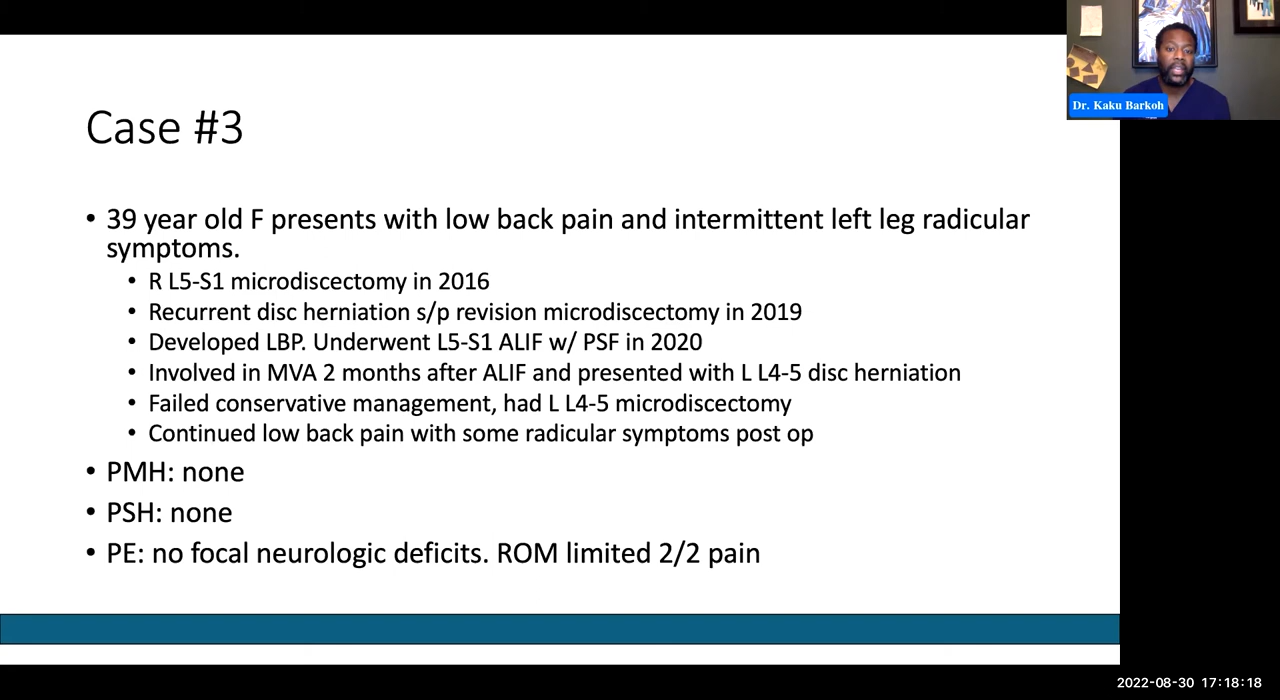 Dr. Kaku Barkoh
Case #3
• 39 year old F presents with low back pain and intermittent left leg radicular
symptoms.
• R L5-S1 microdiscectomy in 2016
• Recurrent disc herniation s/p revision microdiscectomy in 2019
• Developed LBP. Underwent L5-S1 ALIF w/ PSF in 2020
• Involved in MVA 2 months after ALIF and presented with L L4-5 disc herniation
• Failed conservative management, had L L4-5 microdiscectomy
• Continued low back pain with some radicular symptoms post op
• PMH: none
• PSH: none
• PE: no focal neurologic deficits. ROM limited 2/2 pain
2022-08-30 17:18:18